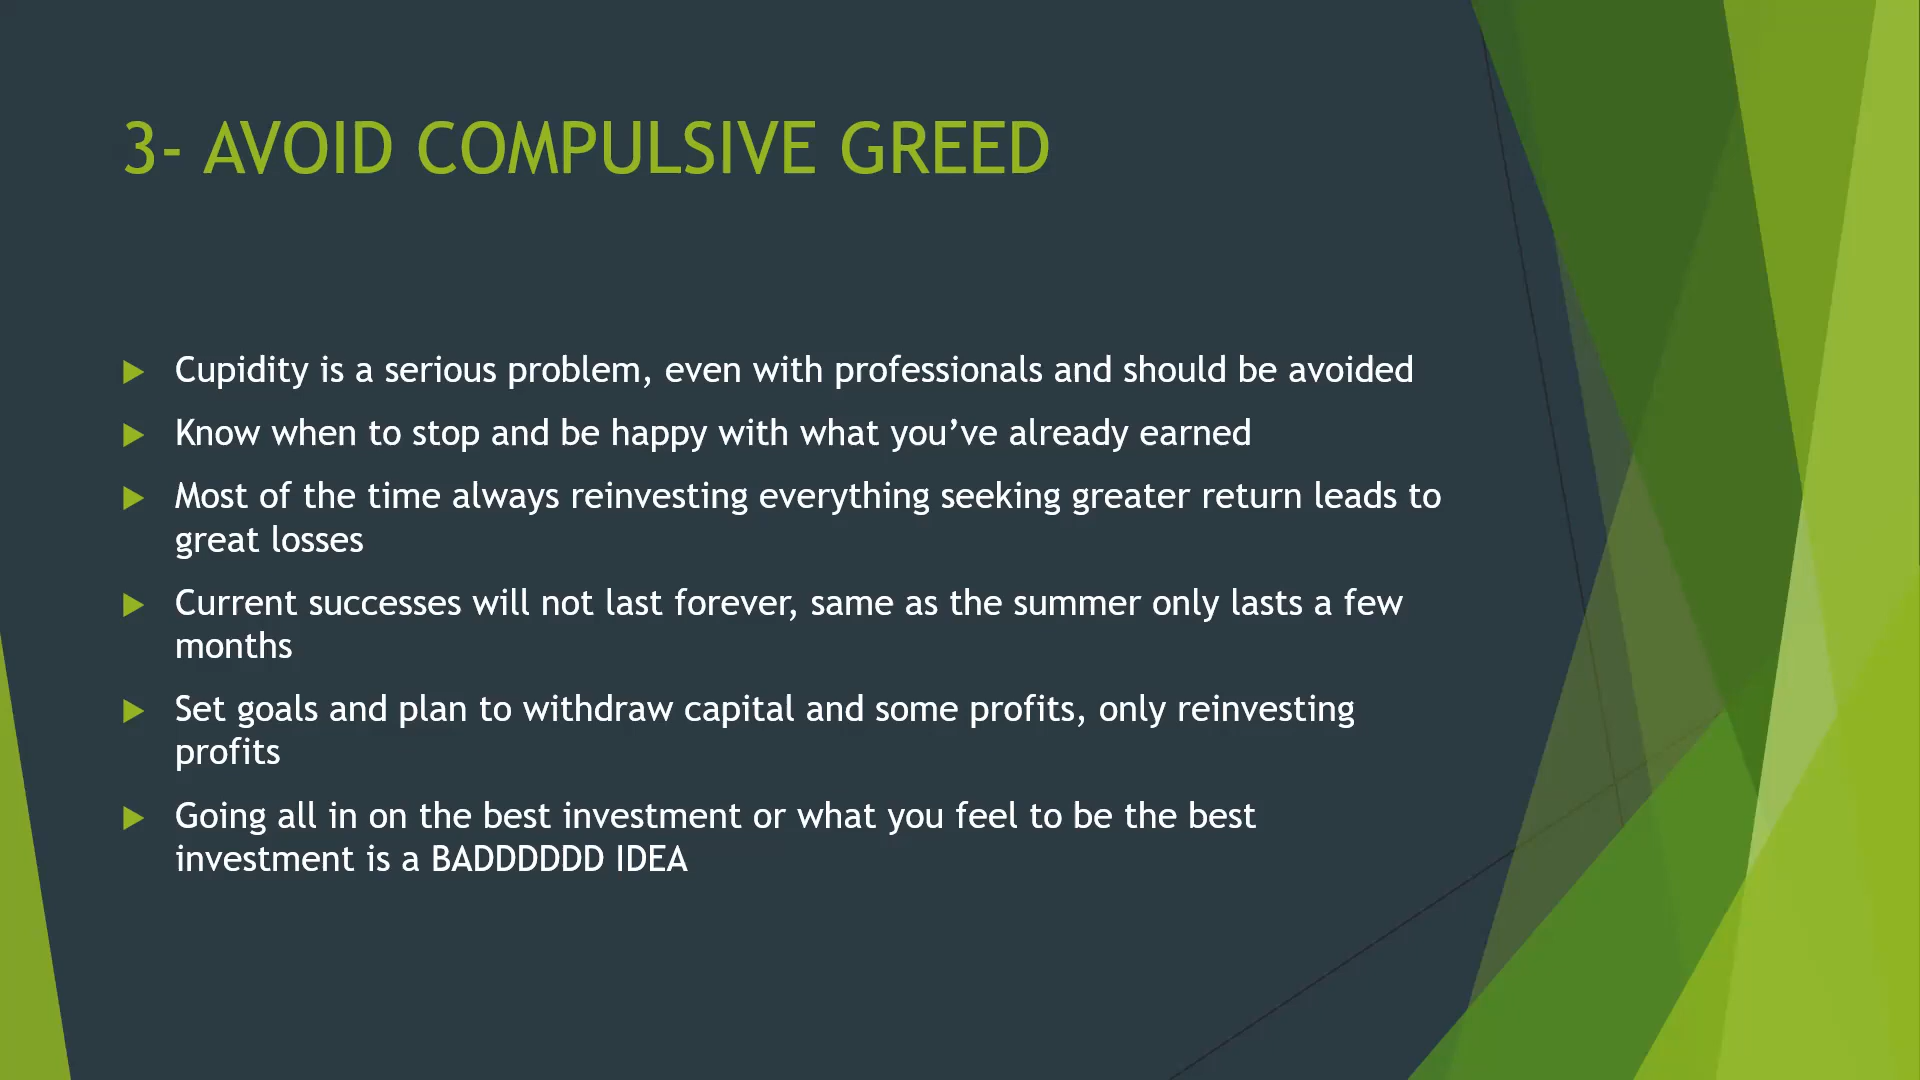 3- AVOID COMPULSIVE GREED
Cupidity is a serious problem, even with professionals and should be avoided
Know when to stop and be happy with what you’ve already earned
Most of the time always reinvesting everything seeking greater return leads to
great losses
Current successes will not last forever, same as the summer only lasts a few
months
Set goals and plan to withdraw capital and some profits, only reinvesting
profits
Going all in on the best investment or what you feel to be the best
investment is a BADDDDDD IDEA